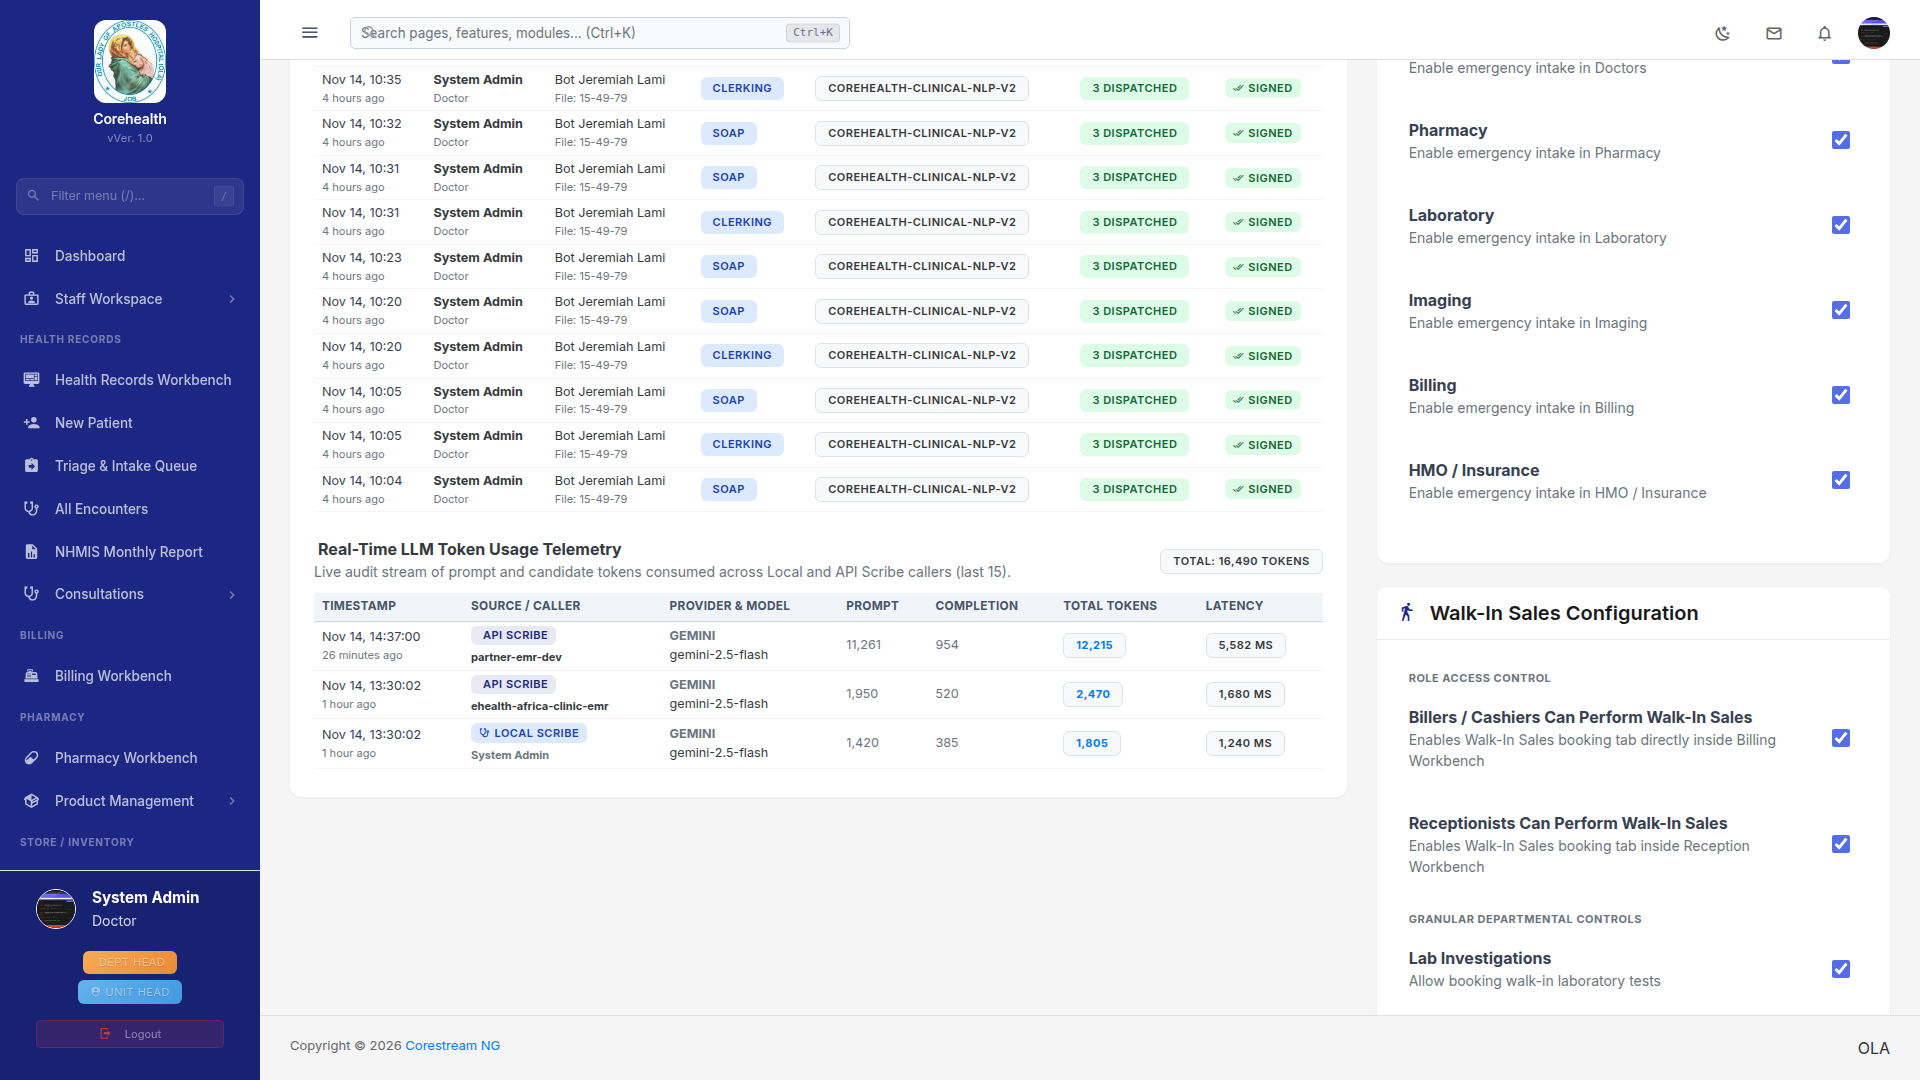 OUR LADY OF APOSTLES HOSPITAL (OLA)
JOS
Corehealth
vVer. 1.0
Filter menu (/)...
/
Dashboard
Staff Workspace
HEALTH RECORDS
Health Records Workbench
New Patient
Triage & Intake Queue
All Encounters
NHMIS Monthly Report
Consultations
BILLING
Billing Workbench
PHARMACY
Pharmacy Workbench
Product Management
STORE / INVENTORY
System Admin
Doctor
DEPT HEAD
UNIT HEAD
Logout
Search pages, features, modules... (Ctrl+K)
Ctrl+K
Nov 14, 10:35 System Admin Bot Jeremiah Lami CLERKING COREHEALTH-CLINICAL-NLP-V2 3 DISPATCHED SIGNED
4 hours ago Doctor File: 15-49-79
Nov 14, 10:32 System Admin Bot Jeremiah Lami SOAP COREHEALTH-CLINICAL-NLP-V2 3 DISPATCHED SIGNED
4 hours ago Doctor File: 15-49-79
Nov 14, 10:31 System Admin Bot Jeremiah Lami SOAP COREHEALTH-CLINICAL-NLP-V2 3 DISPATCHED SIGNED
4 hours ago Doctor File: 15-49-79
Nov 14, 10:31 System Admin Bot Jeremiah Lami CLERKING COREHEALTH-CLINICAL-NLP-V2 3 DISPATCHED SIGNED
4 hours ago Doctor File: 15-49-79
Nov 14, 10:23 System Admin Bot Jeremiah Lami SOAP COREHEALTH-CLINICAL-NLP-V2 3 DISPATCHED SIGNED
4 hours ago Doctor File: 15-49-79
Nov 14, 10:20 System Admin Bot Jeremiah Lami SOAP COREHEALTH-CLINICAL-NLP-V2 3 DISPATCHED SIGNED
4 hours ago Doctor File: 15-49-79
Nov 14, 10:20 System Admin Bot Jeremiah Lami CLERKING COREHEALTH-CLINICAL-NLP-V2 3 DISPATCHED SIGNED
4 hours ago Doctor File: 15-49-79
Nov 14, 10:05 System Admin Bot Jeremiah Lami SOAP COREHEALTH-CLINICAL-NLP-V2 3 DISPATCHED SIGNED
4 hours ago Doctor File: 15-49-79
Nov 14, 10:05 System Admin Bot Jeremiah Lami CLERKING COREHEALTH-CLINICAL-NLP-V2 3 DISPATCHED SIGNED
4 hours ago Doctor File: 15-49-79
Nov 14, 10:04 System Admin Bot Jeremiah Lami SOAP COREHEALTH-CLINICAL-NLP-V2 3 DISPATCHED SIGNED
4 hours ago Doctor File: 15-49-79
Real-Time LLM Token Usage Telemetry
Live audit stream of prompt and candidate tokens consumed across Local and API Scribe callers (last 15).
TOTAL: 16,490 TOKENS
TIMESTAMP SOURCE / CALLER PROVIDER & MODEL PROMPT COMPLETION TOTAL TOKENS LATENCY
Nov 14, 14:37:00 API SCRIBE GEMINI 11,261 954 12,215 5,582 MS
26 minutes ago partner-emr-dev gemini-2.5-flash
Nov 14, 13:30:02 API SCRIBE GEMINI 1,950 520 2,470 1,680 MS
1 hour ago ehealth-africa-clinic-emr gemini-2.5-flash
Nov 14, 13:30:02 LOCAL SCRIBE GEMINI 1,420 385 1,805 1,240 MS
1 hour ago System Admin gemini-2.5-flash
Enable emergency intake in Doctors
Pharmacy
Enable emergency intake in Pharmacy
Laboratory
Enable emergency intake in Laboratory
Imaging
Enable emergency intake in Imaging
Billing
Enable emergency intake in Billing
HMO / Insurance
Enable emergency intake in HMO / Insurance
Walk-In Sales Configuration
ROLE ACCESS CONTROL
Billers / Cashiers Can Perform Walk-In Sales
Enables Walk-In Sales booking tab directly inside Billing
Workbench
Receptionists Can Perform Walk-In Sales
Enables Walk-In Sales booking tab inside Reception
Workbench
GRANULAR DEPARTMENTAL CONTROLS
Lab Investigations
Allow booking walk-in laboratory tests
Copyright © 2026 Corestream NG
OLA